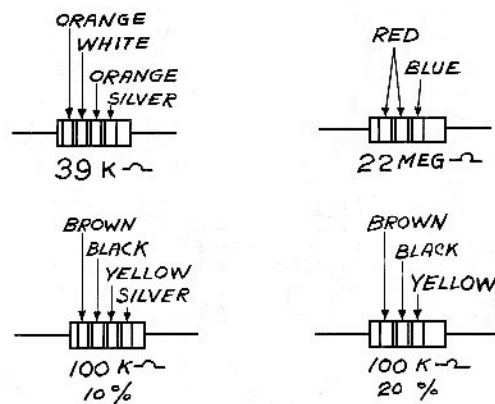 ORANGE
WHITE
ORANGE
SILVER
39 K Ω
RED
BLUE
22 MEG Ω
BROWN
BLACK
YELLOW
SILVER
100 K Ω
10 %
BROWN
BLACK
YELLOW
100 K Ω
20 %